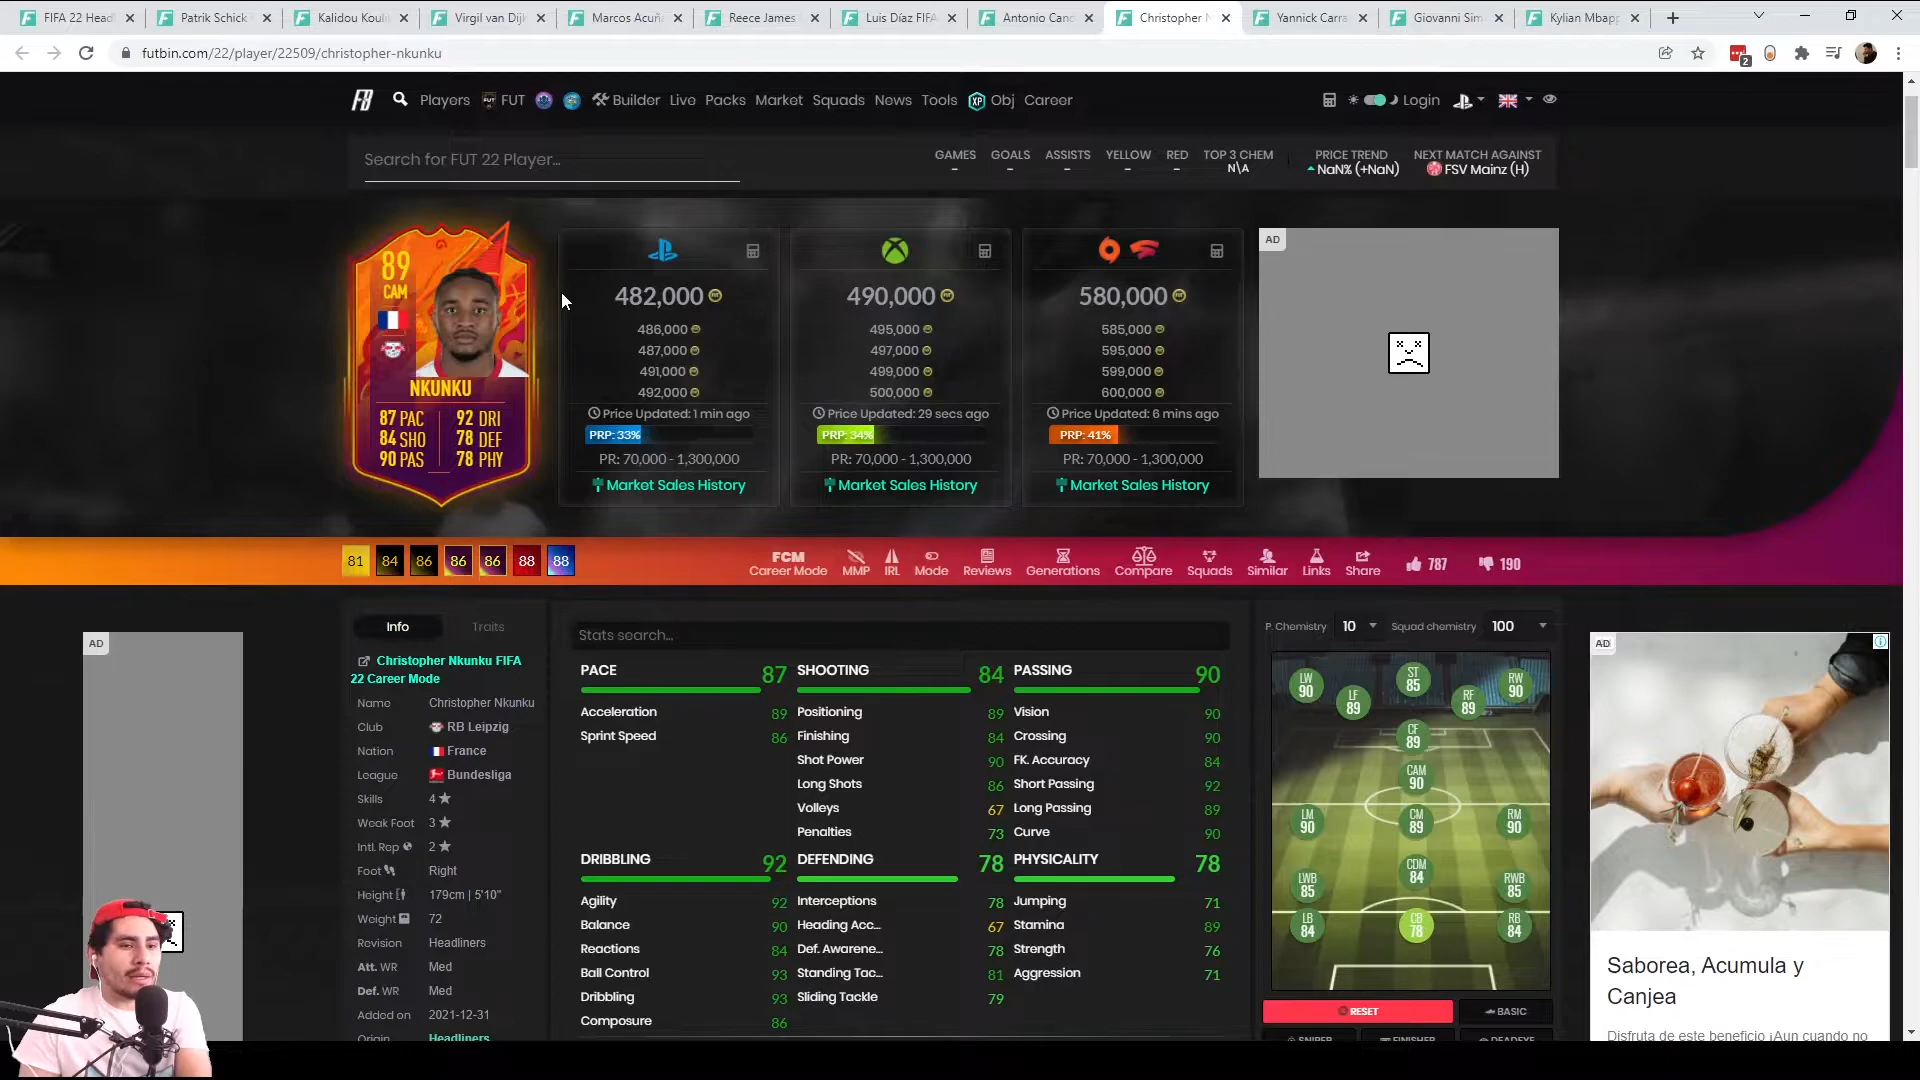 FIFA 22 Headl
Patrik Schick
Kalidou Kouli
Virgil van Dij
Marcos Acuñ
Reece James
Luis Díaz FIFA
Antonio Cand
Christopher N
Yannick Carra
Giovanni Sim
Kylian Mbapp
futbin.com/22/player/22509/christopher-nkunku
2
Players FUT Builder Live Packs Market Squads News Tools XP Obj Career Login
Search for FUT 22 Player...
GAMES GOALS ASSISTS YELLOW RED TOP 3 CHEM PRICE TREND NEXT MATCH AGAINST
- - - - - N\A NaN% (+NaN) FSV Mainz (H)
89
CAM
NKUNKU
87 PAC 92 DRI
84 SHO 78 DEF
90 PAS 78 PHY
482,000
486,000
487,000
491,000
492,000
Price Updated: 1 min ago
PRP: 33%
PR: 70,000 - 1,300,000
Market Sales History
490,000
495,000
497,000
499,000
500,000
Price Updated: 29 secs ago
PRP: 34%
PR: 70,000 - 1,300,000
Market Sales History
580,000
585,000
595,000
599,000
600,000
Price Updated: 6 mins ago
PRP: 41%
PR: 70,000 - 1,300,000
Market Sales History
AD
81 84 86 86 86 88 88
FCM
Career Mode MMP IRL Mode Reviews Generations Compare Squads Similar Links Share 787 190
AD
Info Traits
Christopher Nkunku FIFA
22 Career Mode
Name Christopher Nkunku
Club RB Leipzig
Nation France
League Bundesliga
Skills 4
Weak Foot 3
Intl. Rep 2
Foot Right
Height 179cm | 5'10"
Weight 72
Revision Headliners
Att. WR Med
Def. WR Med
Added on 2021-12-31
Origin Headliners
Stats search...
PACE 87
Acceleration 89
Sprint Speed 86
SHOOTING 84
Positioning 89
Finishing 84
Shot Power 90
Long Shots 86
Volleys 67
Penalties 73
PASSING 90
Vision 90
Crossing 90
FK. Accuracy 84
Short Passing 92
Long Passing 89
Curve 90
DRIBBLING 92
Agility 92
Balance 90
Reactions 84
Ball Control 93
Dribbling 93
Composure 86
DEFENDING 78
Interceptions 78
Heading Acc... 67
Def. Awarene... 78
Standing Tac... 81
Sliding Tackle 79
PHYSICALITY 78
Jumping 71
Stamina 89
Strength 76
Aggression 71
P. Chemistry 10 Squad chemistry 100
LW
90
ST
85
RW
90
LF
89
RF
89
CF
89
CAM
90
LM
90
CM
89
RM
90
CDM
84
LWB
85
RWB
85
LB
84
CB
78
RB
84
RESET BASIC
SNIPER FINISHER DEADEYE
AD
Saborea, Acumula y
Canjea
Disfruta de este beneficio ¡Aun cuando no